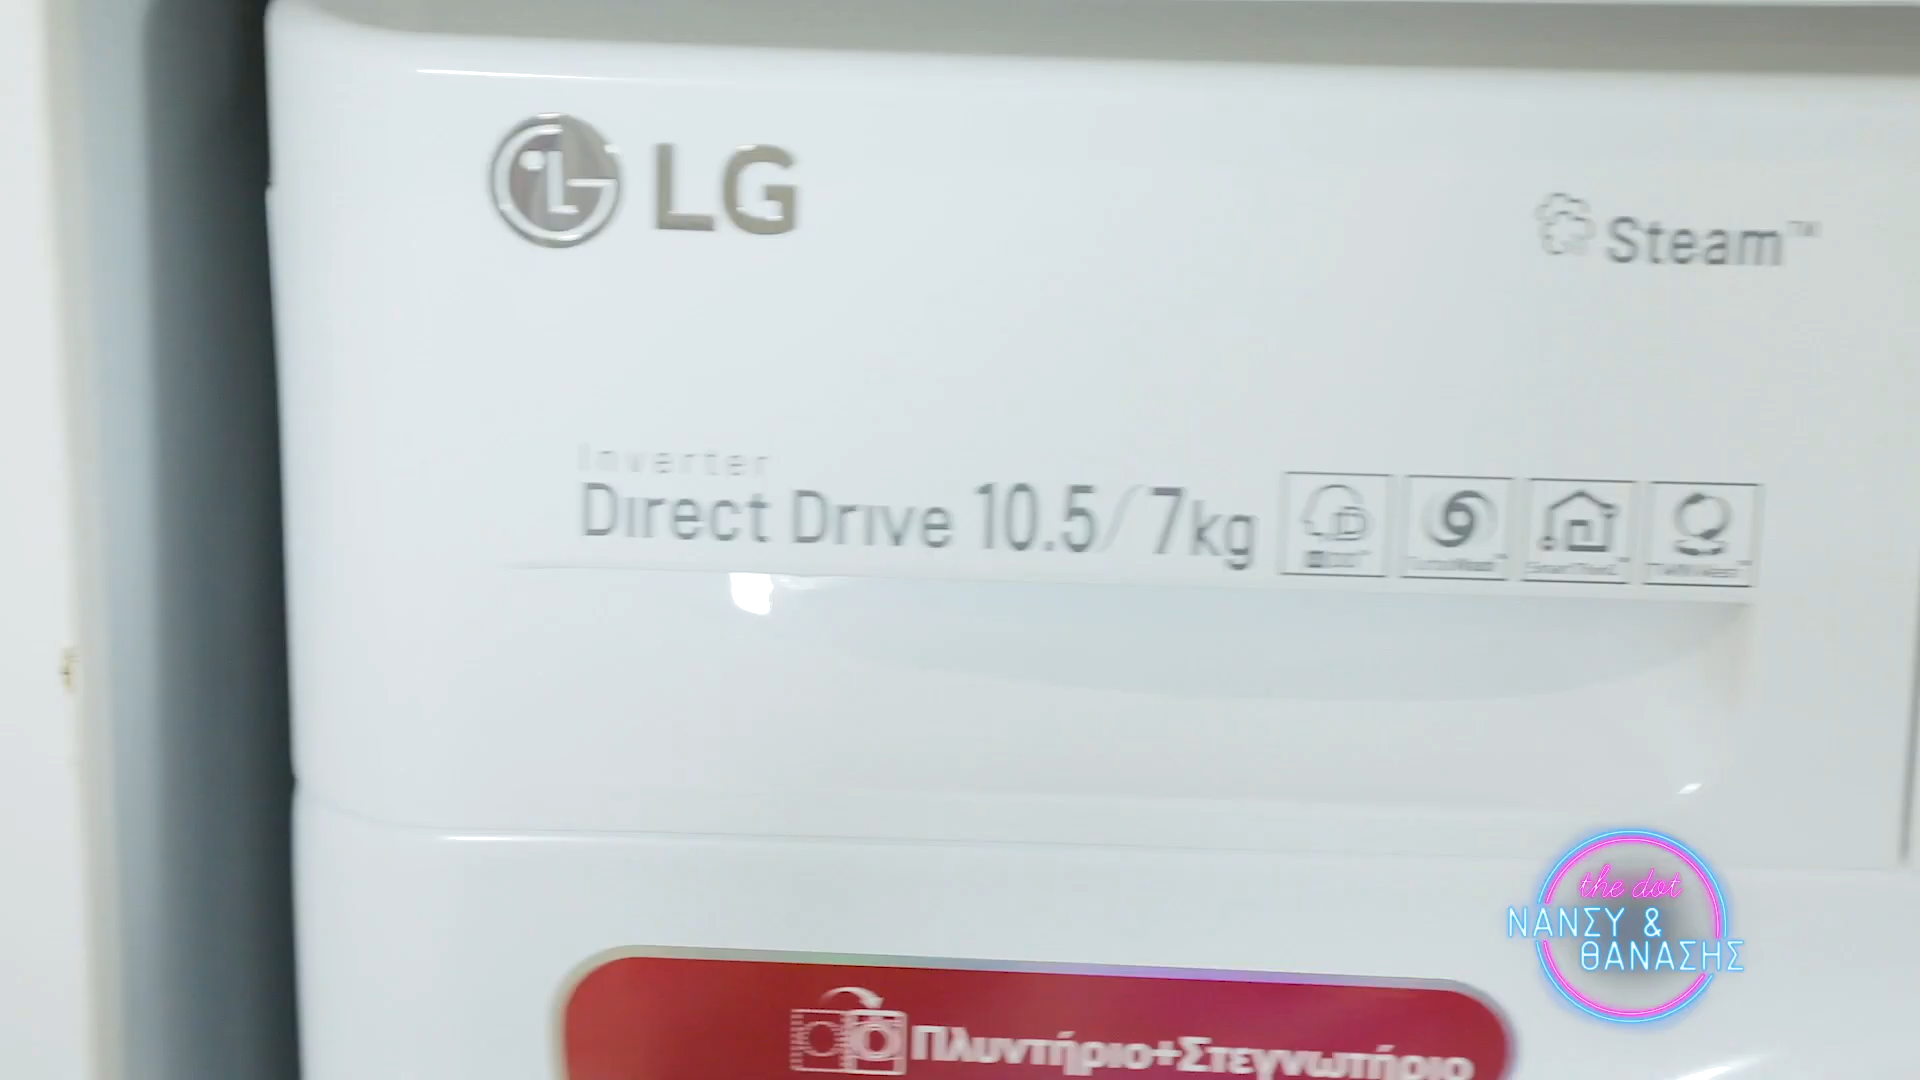 LG
Steam™
Inverter
Direct Drive 10.5/7kg
the dot
ΝΑΝΣΥ &
ΘΑΝΑΣΗΣ
Πλυντήριο+Στεγνωτήριο